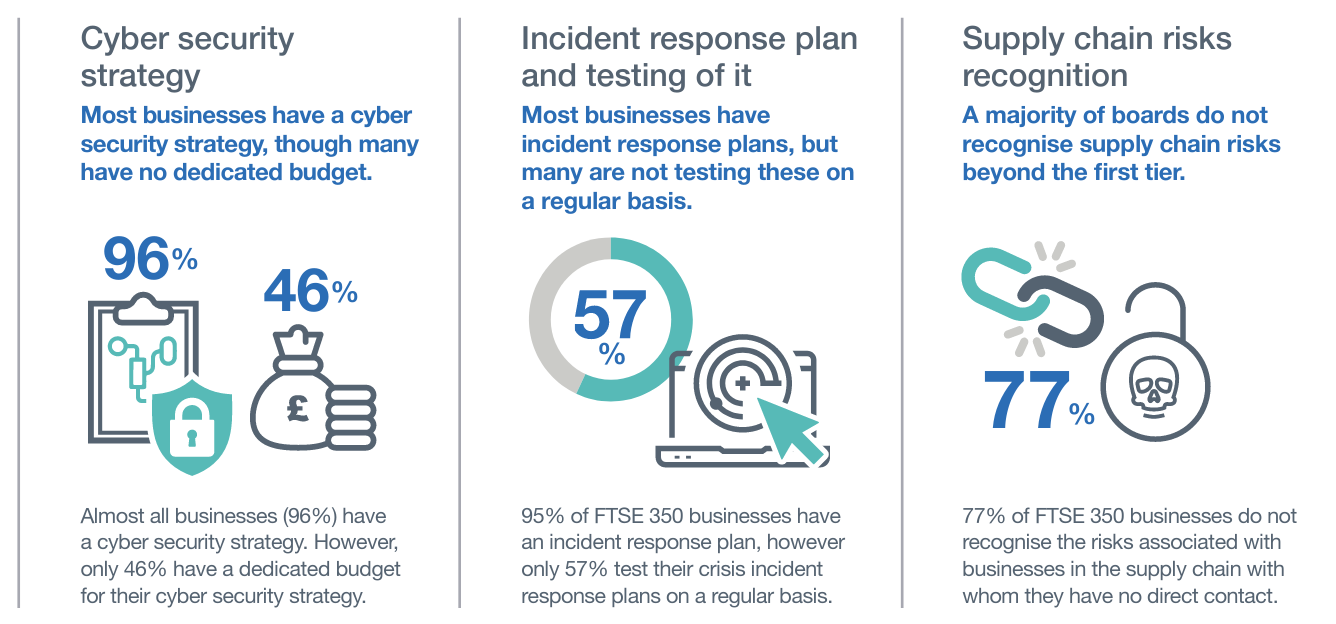 Cyber security
strategy
Most businesses have a cyber
security strategy, though many
have no dedicated budget.
96%
46%
£
Almost all businesses (96%) have
a cyber security strategy. However,
only 46% have a dedicated budget
for their cyber security strategy.
Incident response plan
and testing of it
Most businesses have
incident response plans, but
many are not testing these on
a regular basis.
57
%
95% of FTSE 350 businesses have
an incident response plan, however
only 57% test their crisis incident
response plans on a regular basis.
Supply chain risks
recognition
A majority of boards do not
recognise supply chain risks
beyond the first tier.
77%
77% of FTSE 350 businesses do not
recognise the risks associated with
businesses in the supply chain with
whom they have no direct contact.